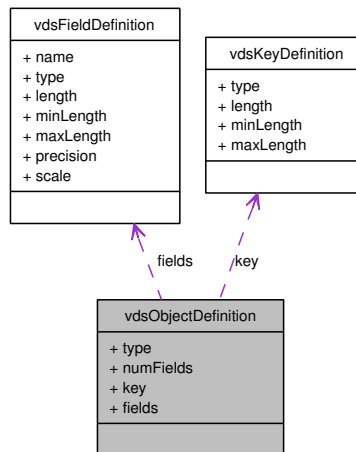 vdsFieldDefinition
+ name
+ type
+ length
+ minLength
+ maxLength
+ precision
+ scale
vdsKeyDefinition
+ type
+ length
+ minLength
+ maxLength
fields
key
vdsObjectDefinition
+ type
+ numFields
+ key
+ fields